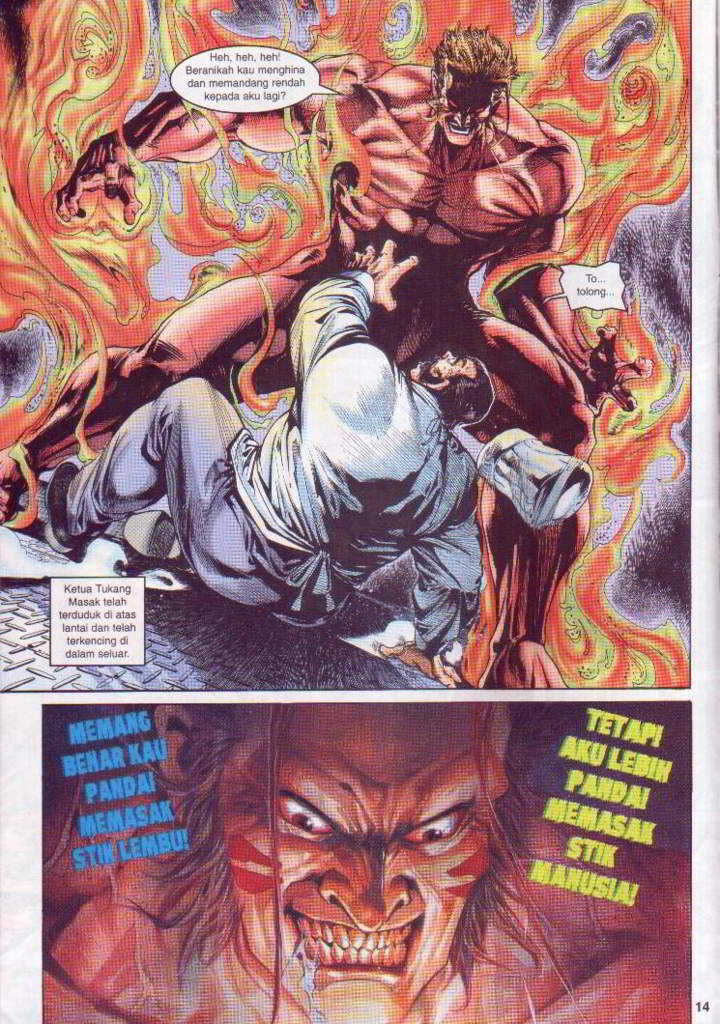 Heh, heh, heh!
Beranikah kau menghina
dan memandang rendah
kepada aku lagi?
To...
tolong...
Ketua Tukang
Masak telah
terduduk di atas
lantai dan telah
terkencing di
dalam seluar.
MEMANG
BENAR KAU
PANDAI
MEMASAK
STIK LEMBU!
TETAPI
AKU LEBIH
PANDAI
MEMASAK
STIK
MANUSIA!
14